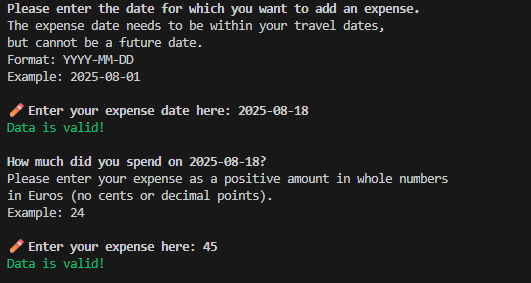 Please enter the date for which you want to add an expense.
The expense date needs to be within your travel dates,
but cannot be a future date.
Format: YYYY-MM-DD
Example: 2025-08-01
Enter your expense date here: 2025-08-18
Data is valid!
How much did you spend on 2025-08-18?
Please enter your expense as a positive amount in whole numbers
in Euros (no cents or decimal points).
Example: 24
Enter your expense here: 45
Data is valid!